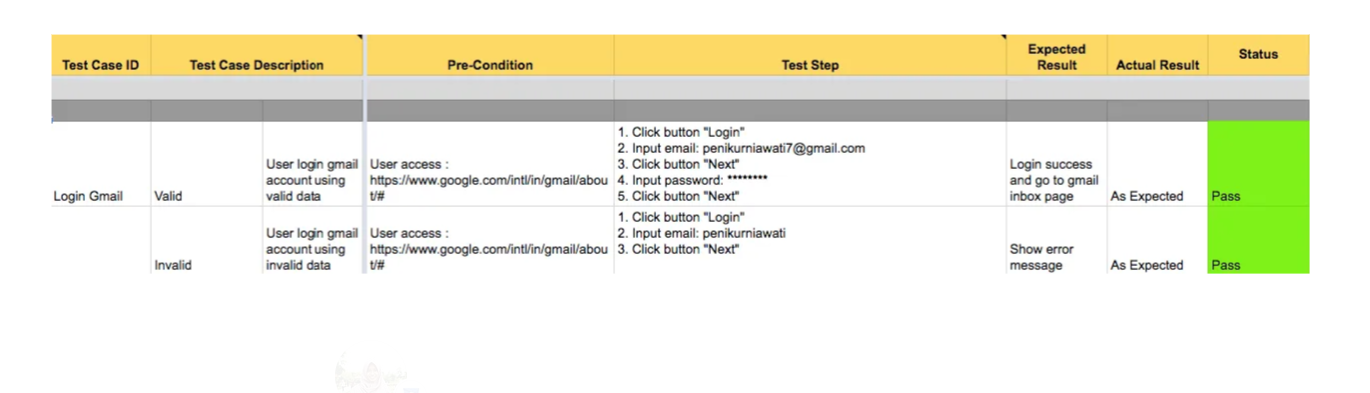 Test Case ID
Test Case Description
Pre-Condition
Test Step
Expected
Result
Actual Result
Status
Login Gmail
Valid
User login gmail
account using
valid data
User access :
https://www.google.com/intl/in/gmail/abou
t/#
1. Click button "Login"
2. Input email: penikurniawati7@gmail.com
3. Click button "Next"
4. Input password: ********
5. Click button "Next"
Login success
and go to gmail
inbox page
As Expected
Pass
Invalid
User login gmail
account using
invalid data
User access :
https://www.google.com/intl/in/gmail/abou
t/#
1. Click button "Login"
2. Input email: penikurniawati
3. Click button "Next"
Show error
message
As Expected
Pass